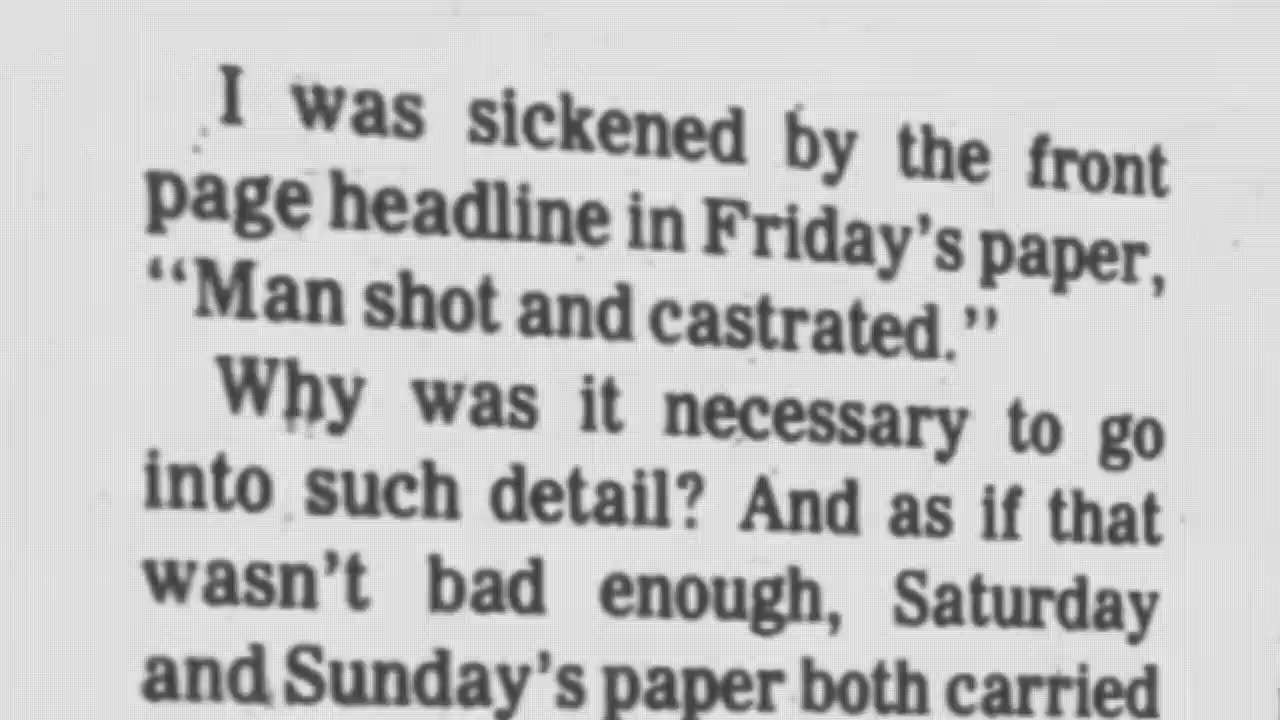 I was sickened by the front
page headline in Friday's paper,
‘‘Man shot and castrated.’’
Why was it necessary to go
into such detail? And as if that
wasn't bad enough, Saturday
and Sunday's paper both carried